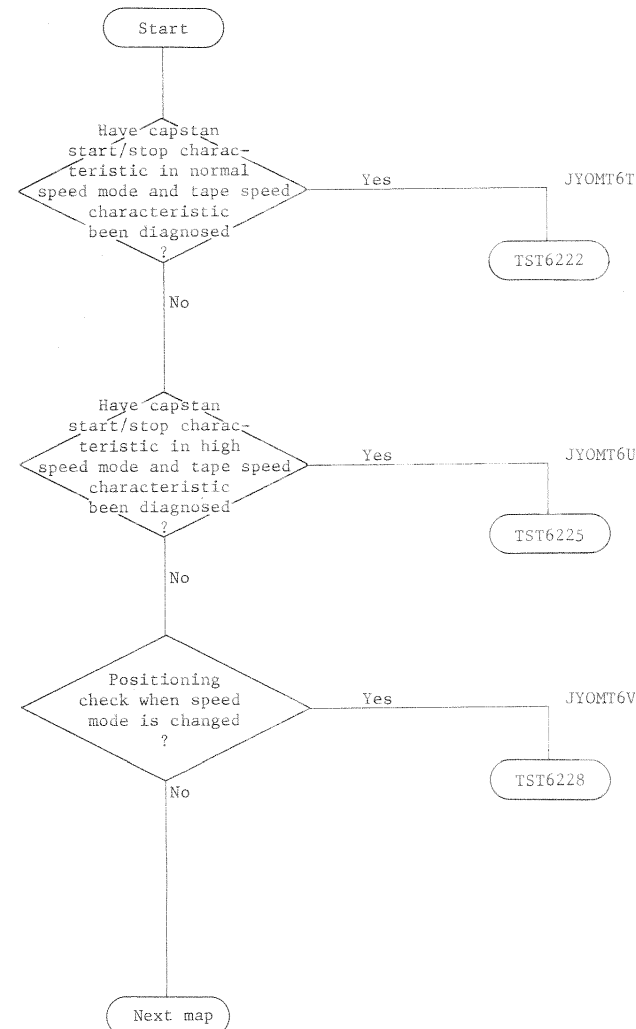 Start
Have capstan
start/stop charac-
teristic in normal
speed mode and tape speed
characteristic
been diagnosed
?
Yes
JYOMT6T
TST6222
No
Have capstan
start/stop charac-
teristic in high
speed mode and tape speed
characteristic
been diagnosed
?
Yes
JYOMT6U
TST6225
No
Positioning
check when speed
mode is changed
?
Yes
JYOMT6V
TST6228
No
Next map